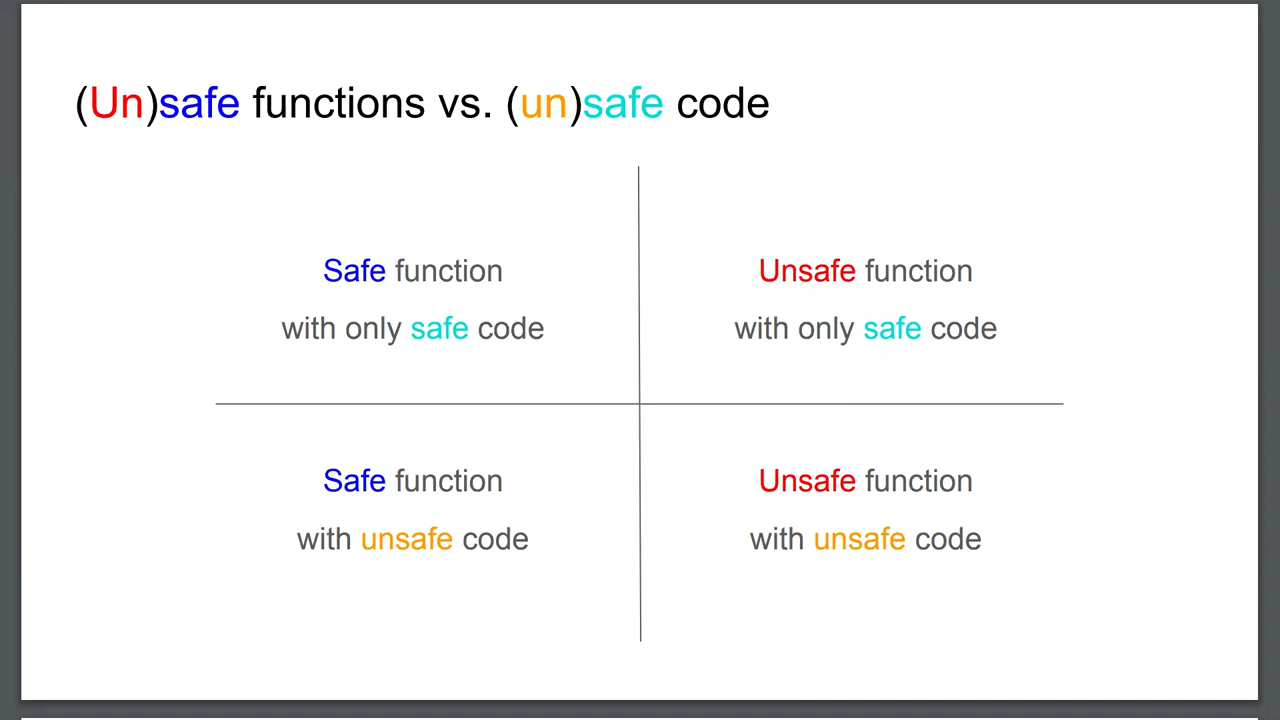 (Un)safe functions vs. (un)safe code
Safe function
with only safe code
Unsafe function
with only safe code
Safe function
with unsafe code
Unsafe function
with unsafe code